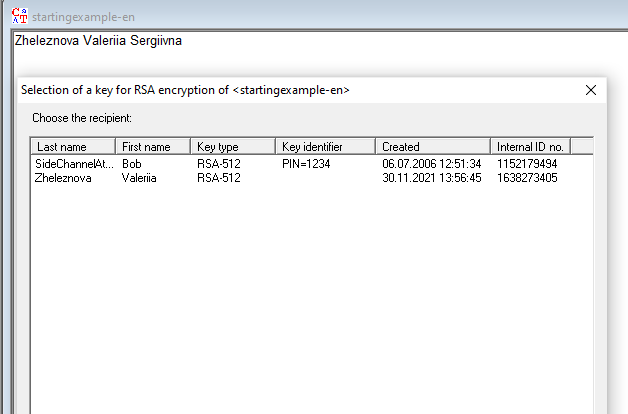 startingexample-en
Zheleznova Valeriia Sergiivna
Selection of a key for RSA encryption of <startingexample-en>
Choose the recipient:
Last name First name Key type Key identifier Created Internal ID no.
SideChannelAt... Bob RSA-512 PIN=1234 06.07.2006 12:51:34 1152179494
Zheleznova Valeriia RSA-512 30.11.2021 13:56:45 1638273405